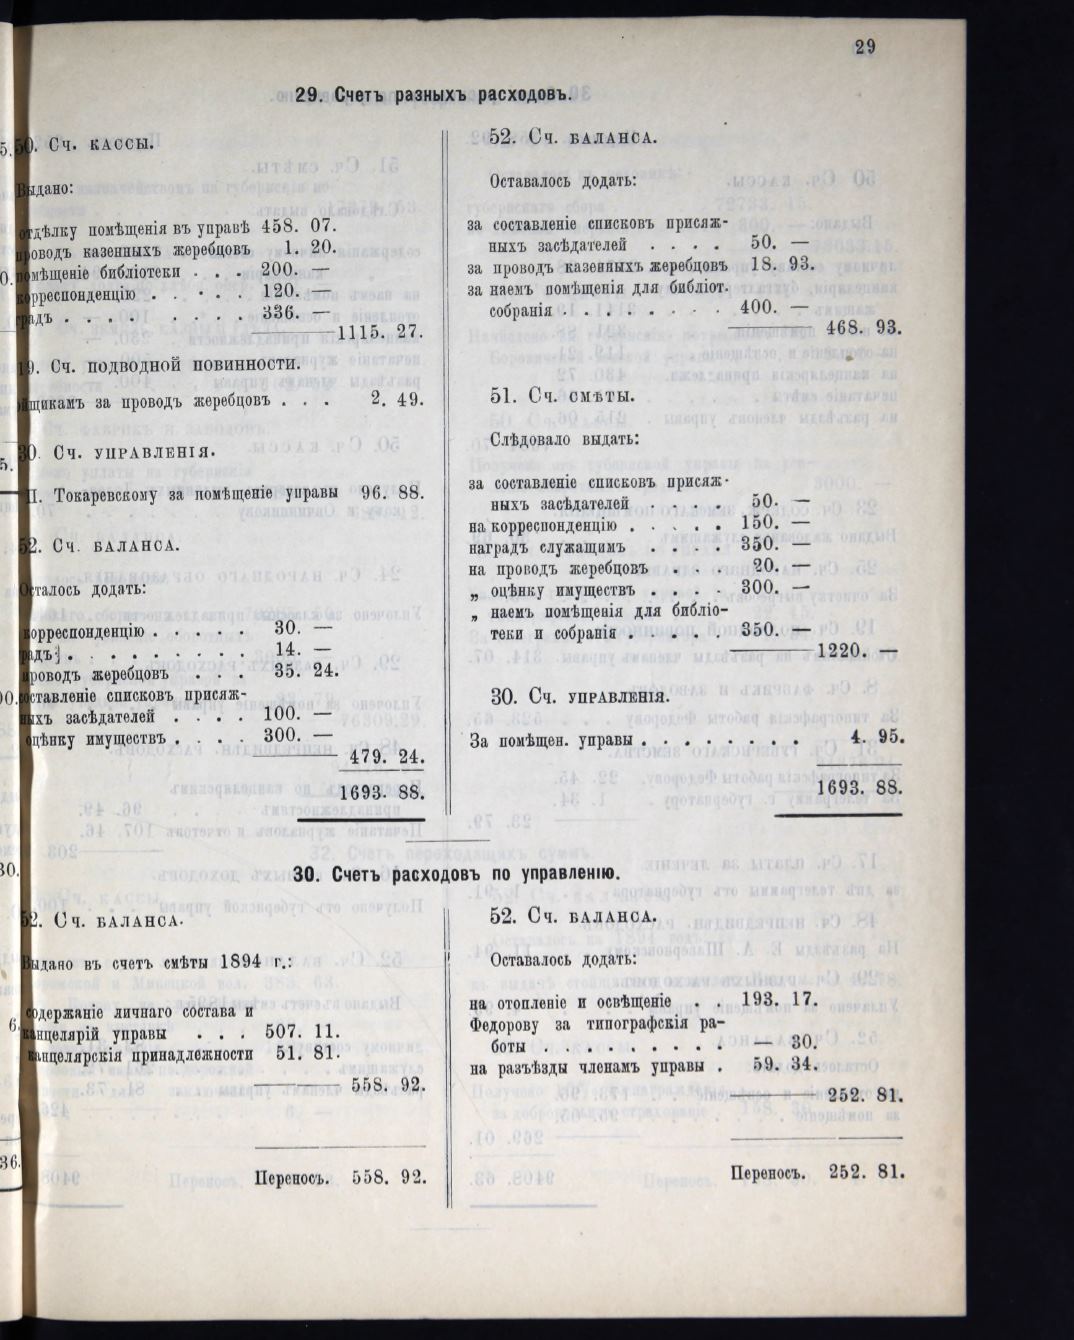 29
29. Счетъ разныхъ расходовъ.
50. Сч. КАССЫ.
Выдано:
отдѣлку помѣщенія въ управѣ 458. 07.
проводъ казенныхъ жеребцовъ 1. 20.
помѣщеніе библіотеки . . . 200. —
корреспонденцію . . . . . 120. —
градъ . . . . . . . . 336. —
1115. 27.
19. Сч. ПОДВОДНОЙ ПОВИННОСТИ.
ямщикамъ за проводъ жеребцовъ . . . 2. 49.
30. Сч. УПРАВЛЕНІЯ.
П. Токаревскому за помѣщеніе управы 96. 88.
52. Сч. БАЛАНСА.
Осталось додать:
корреспонденцію . . . . . 30. —
радъ . . . . . . . . . 14. —
проводъ жеребцовъ . . . 35. 24.
составленіе списковъ присяж-
ныхъ засѣдателей . . . . 100. —
оцѣнку имуществъ . . . . 300. —
479. 24.
1693. 88.
52. Сч. БАЛАНСА.
Оставалось додать:
за составленіе списковъ присяж-
ныхъ засѣдателей . . . . 50. —
за проводъ казенныхъ жеребцовъ 18. 93.
за наемъ помѣщенія для библіот.
собранія . . . . . . . . 400. —
468. 93.
51. Сч. СМѢТЫ.
Слѣдовало выдать:
за составленіе списковъ присяж-
ныхъ засѣдателей . . . . 50. —
на корреспонденцію . . . . . 150. —
наградъ служащимъ . . . . 350. —
на проводъ жеребцовъ . . . 20. —
„ оцѣнку имуществъ . . . . 300. —
„ наемъ помѣщенія для библіо-
теки и собранія . . . . . 350. —
1220. —
30. Сч. УПРАВЛЕНІЯ.
За помѣщен. управы . . . . . . . . 4. 95.
1693. 88.
30. Счетъ расходовъ по управленію.
52. Сч. БАЛАНСА.
Выдано въ счетъ смѣты 1894 г.:
содержаніе личнаго состава и
канцелярій управы . . . 507. 11.
канцелярскія принадлежности 51. 81.
558. 92.
Переносъ. 558. 92.
52. Сч. БАЛАНСА.
Оставалось додать:
на отопленіе и освѣщеніе . . 193. 17.
Федорову за типографскія ра-
боты . . . . . . . . . — 30.
на разъѣзды членамъ управы . 59. 34.
252. 81.
Переносъ. 252. 81.